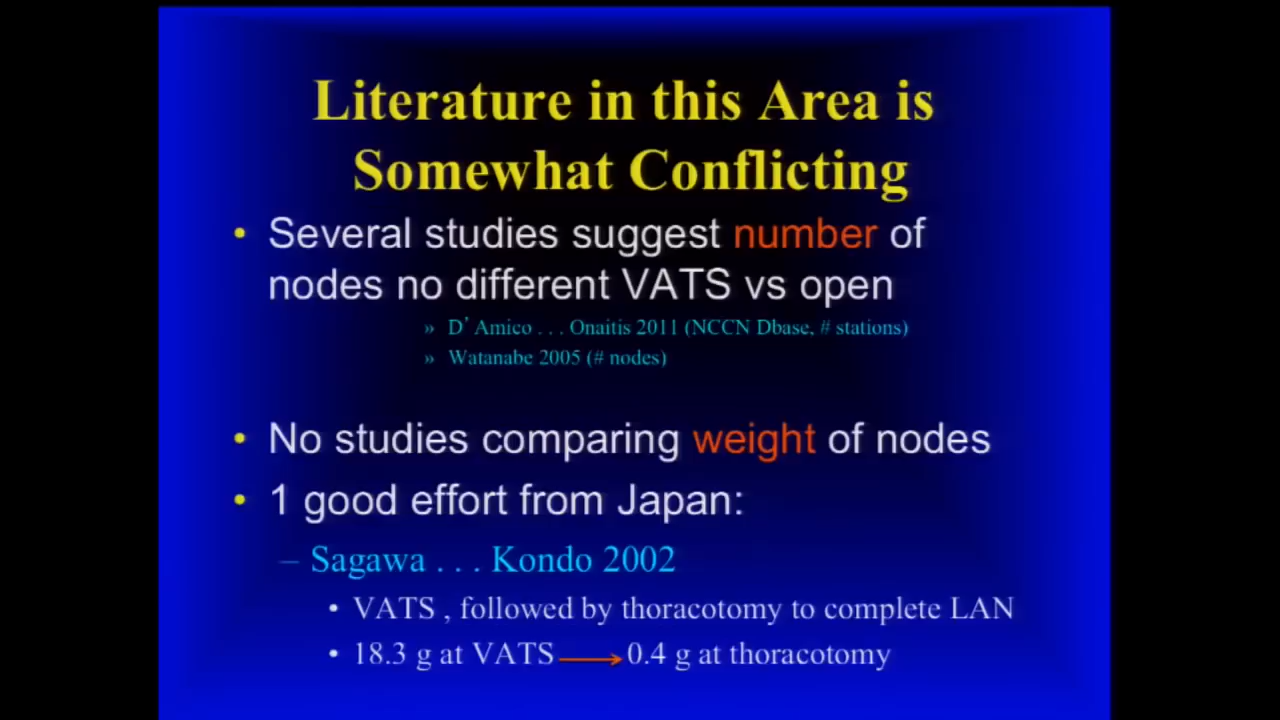 Literature in this Area is
Somewhat Conflicting
• Several studies suggest number of
nodes no different VATS vs open
» D’Amico . . . Onaitis 2011 (NCCN Dbase, # stations)
» Watanabe 2005 (# nodes)
• No studies comparing weight of nodes
• 1 good effort from Japan:
– Sagawa . . . Kondo 2002
• VATS , followed by thoracotomy to complete LAN
• 18.3 g at VATS → 0.4 g at thoracotomy